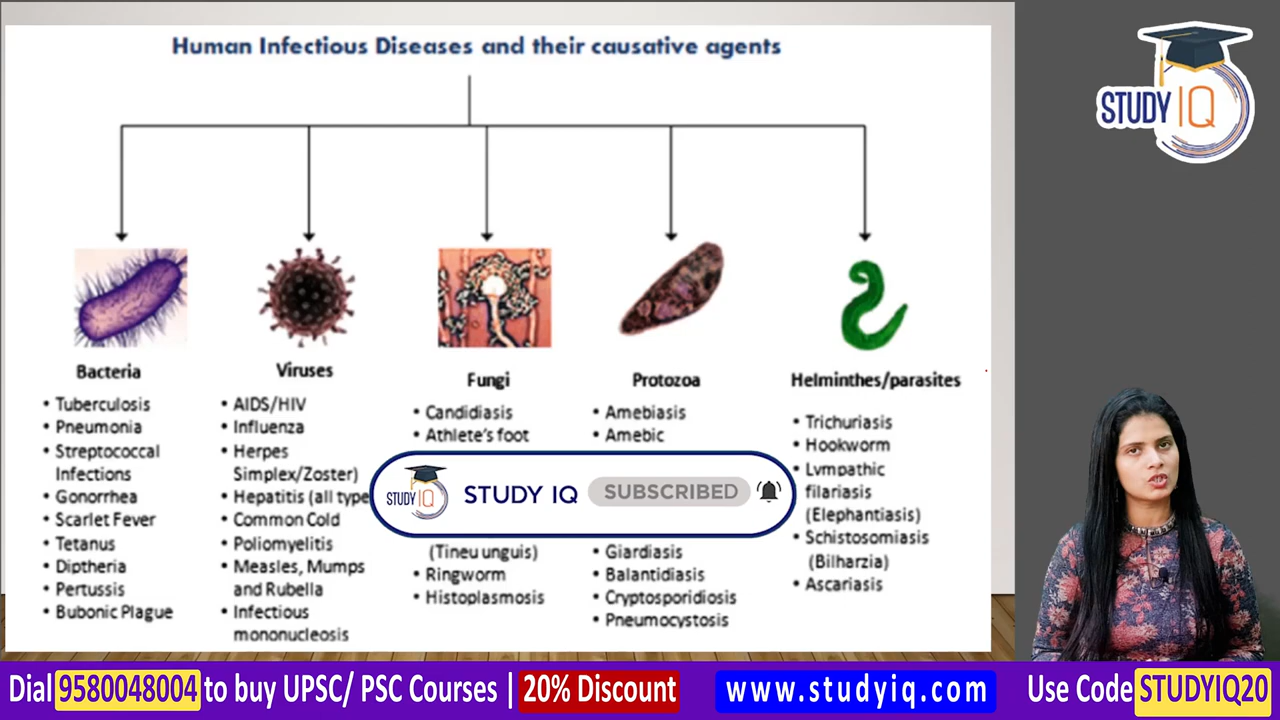 Human Infectious Diseases and their causative agents
STUDY IQ
Bacteria
• Tuberculosis
• Pneumonia
• Streptococcal
Infections
• Gonorrhea
• Scarlet Fever
• Tetanus
• Diptheria
• Pertussis
• Bubonic Plague
Viruses
• AIDS/HIV
• Influenza
• Herpes
Simplex/Zoster)
• Hepatitis (all type
• Common Cold
• Poliomyelitis
• Measles, Mumps
and Rubella
• Infectious
mononucleosis
Fungi
• Candidiasis
• Athlete's foot
(Tineu unguis)
• Ringworm
• Histoplasmosis
Protozoa
• Amebiasis
• Amebic
• Giardiasis
• Balantidiasis
• Cryptosporidiosis
• Pneumocystosis
Helminthes/parasites
• Trichuriasis
• Hookworm
• Lympathic
filariasis
(Elephantiasis)
• Schistosomiasis
(Bilharzia)
• Ascariasis
STUDY IQ
STUDY IQ SUBSCRIBED
Dial 9580048004 to buy UPSC/ PSC Courses | 20% Discount www.studyiq.com Use Code STUDYIQ20